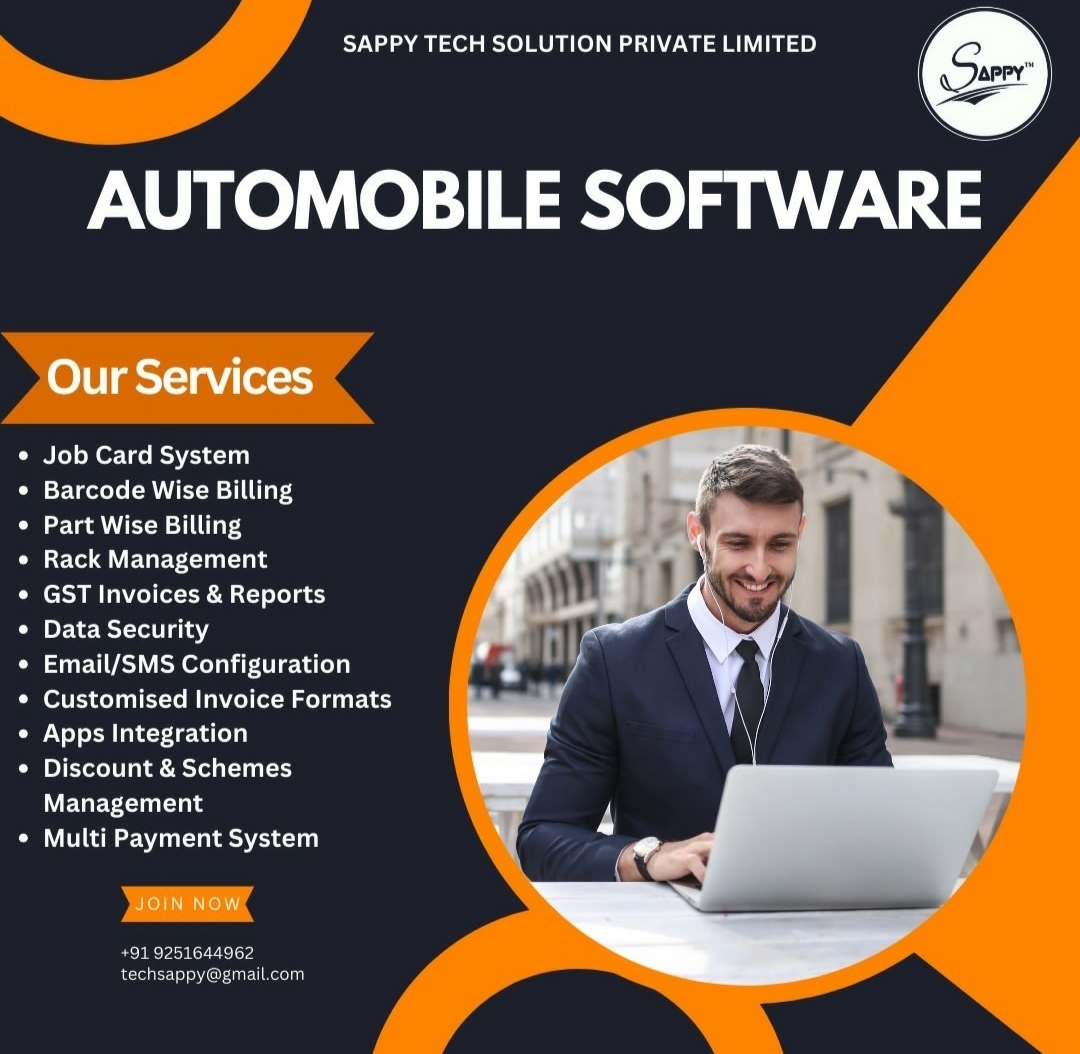 SAPPY TECH SOLUTION PRIVATE LIMITED
SAPPY™
AUTOMOBILE SOFTWARE
Our Services
• Job Card System
• Barcode Wise Billing
• Part Wise Billing
• Rack Management
• GST Invoices & Reports
• Data Security
• Email/SMS Configuration
• Customised Invoice Formats
• Apps Integration
• Discount & Schemes
Management
• Multi Payment System
JOIN NOW
+91 9251644962
techsappy@gmail.com